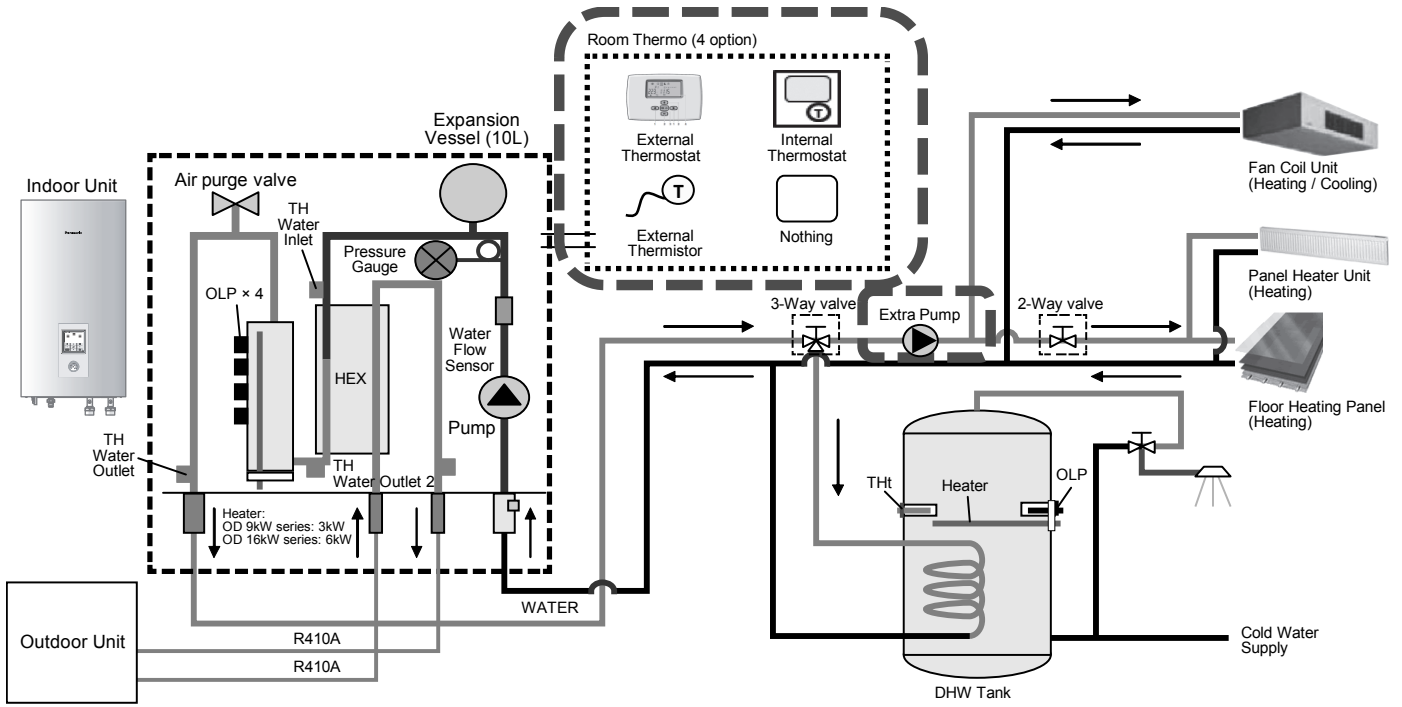 Room Thermo (4 option)
External
Thermostat
Internal
Thermostat
T
External
Thermistor
T
Nothing
Expansion
Vessel (10L)
Indoor Unit
Panasonic
Air purge valve
TH
Water
Inlet
Pressure
Gauge
OLP × 4
HEX
Water
Flow
Sensor
Pump
TH
Water
Outlet
TH
Water Outlet 2
Heater:
OD 9kW series: 3kW
OD 16kW series: 6kW
Outdoor Unit
R410A
R410A
WATER
3-Way valve
Extra Pump
2-Way valve
Fan Coil Unit
(Heating / Cooling)
Panel Heater Unit
(Heating)
Floor Heating Panel
(Heating)
THt
Heater
OLP
Cold Water
Supply
DHW Tank